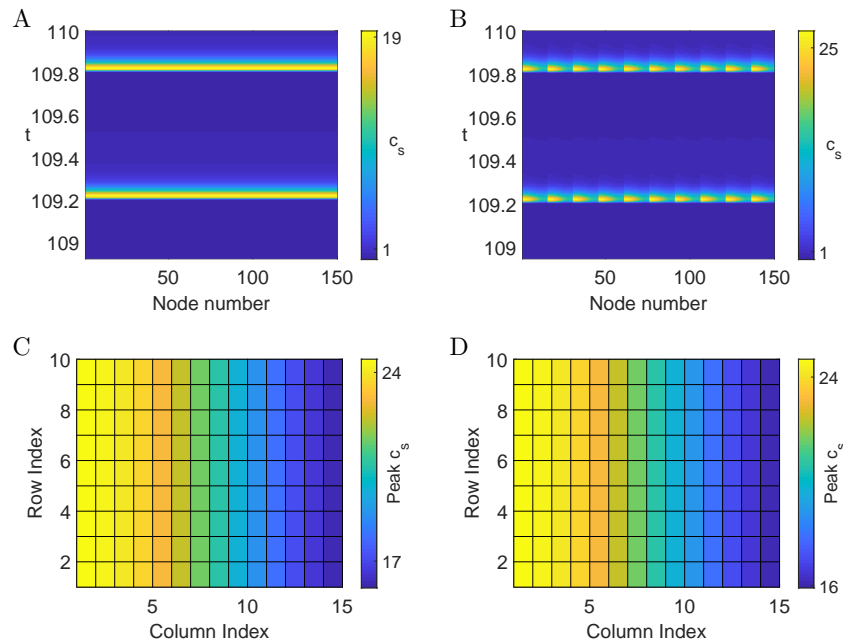 A
110
109.8
109.6
t
109.4
109.2
109
50
100
150
Node number
19
c_s
1
B
110
109.8
109.6
t
109.4
109.2
109
50
100
150
Node number
25
c_s
1
C
10
8
6
4
2
Row Index
5
10
15
Column Index
24
Peak c_s
17
D
10
8
6
4
2
Row Index
5
10
15
Column Index
24
Peak c_s
16